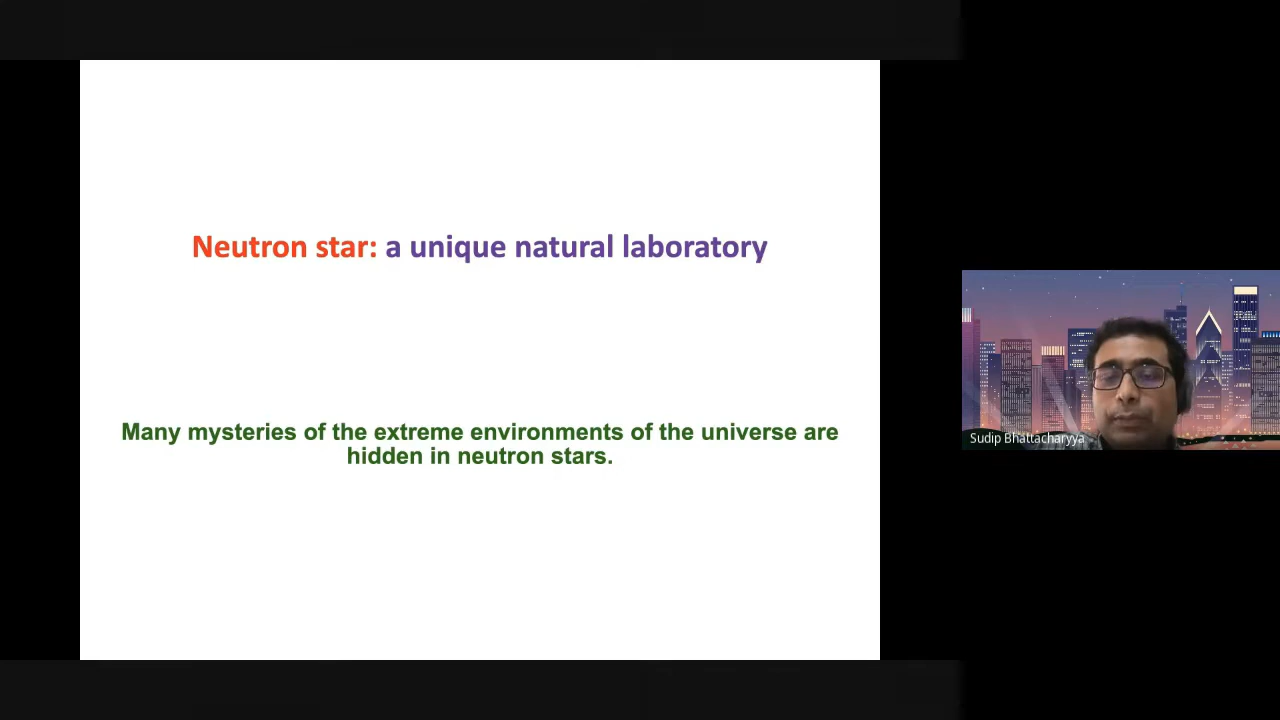 Neutron star: a unique natural laboratory
Many mysteries of the extreme environments of the universe are
hidden in neutron stars.
Sudip Bhattacharyya